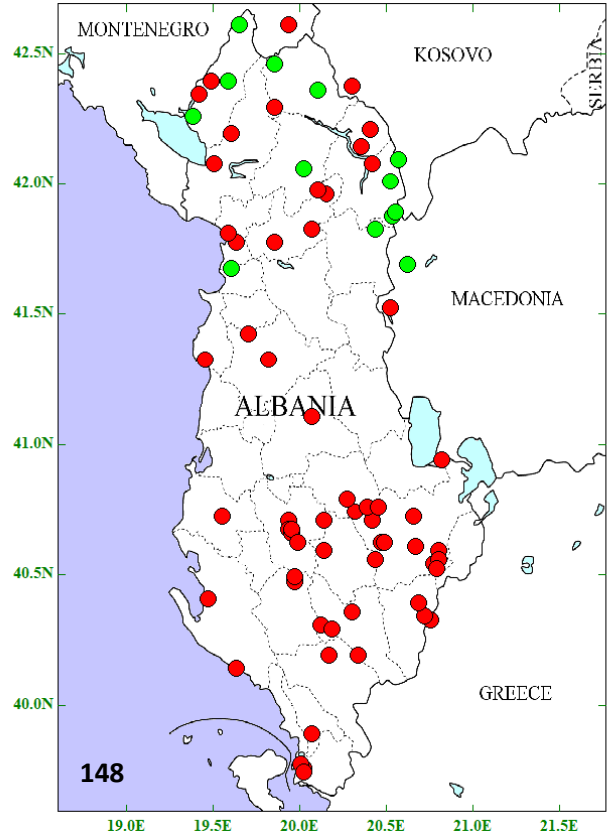 MONTENEGRO
KOSOVO
SERBIA
42.5N
42.0N
41.5N
MACEDONIA
ALBANIA
41.0N
40.5N
40.0N
GREECE
148
19.0E 19.5E 20.0E 20.5E 21.0E 21.5E